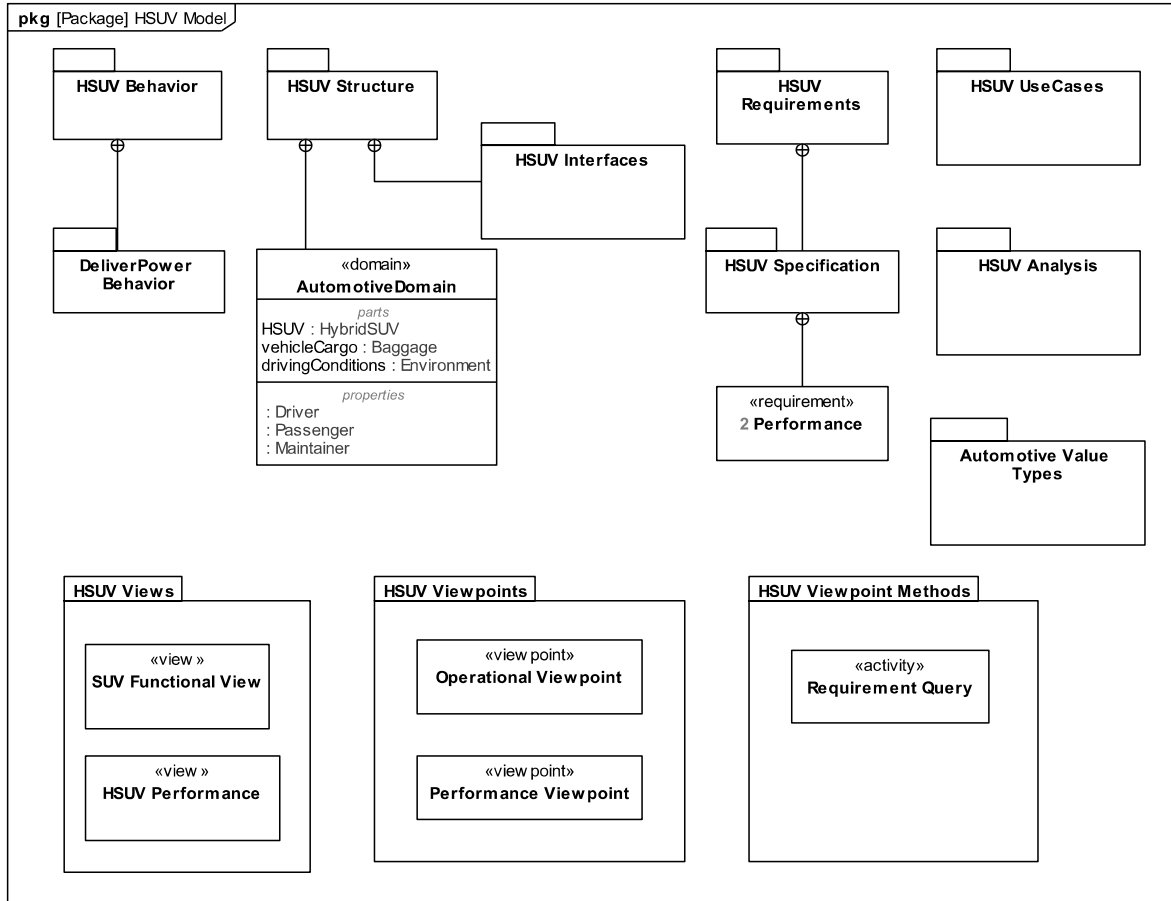 pkg [Package] HSUV Model
HSUV Behavior
HSUV Structure
HSUV
Requirements
HSUV UseCases
HSUV Interfaces
DeliverPower
Behavior
«domain»
AutomotiveDomain
parts
HSUV : HybridSUV
vehicleCargo : Baggage
drivingConditions : Environment
properties
: Driver
: Passenger
: Maintainer
HSUV Specification
HSUV Analysis
«requirement»
2 Performance
Automotive Value
Types
HSUV Views
«view»
SUV Functional View
«view»
HSUV Performance
HSUV Viewpoints
«viewpoint»
Operational Viewpoint
«viewpoint»
Performance Viewpoint
HSUV Viewpoint Methods
«activity»
Requirement Query